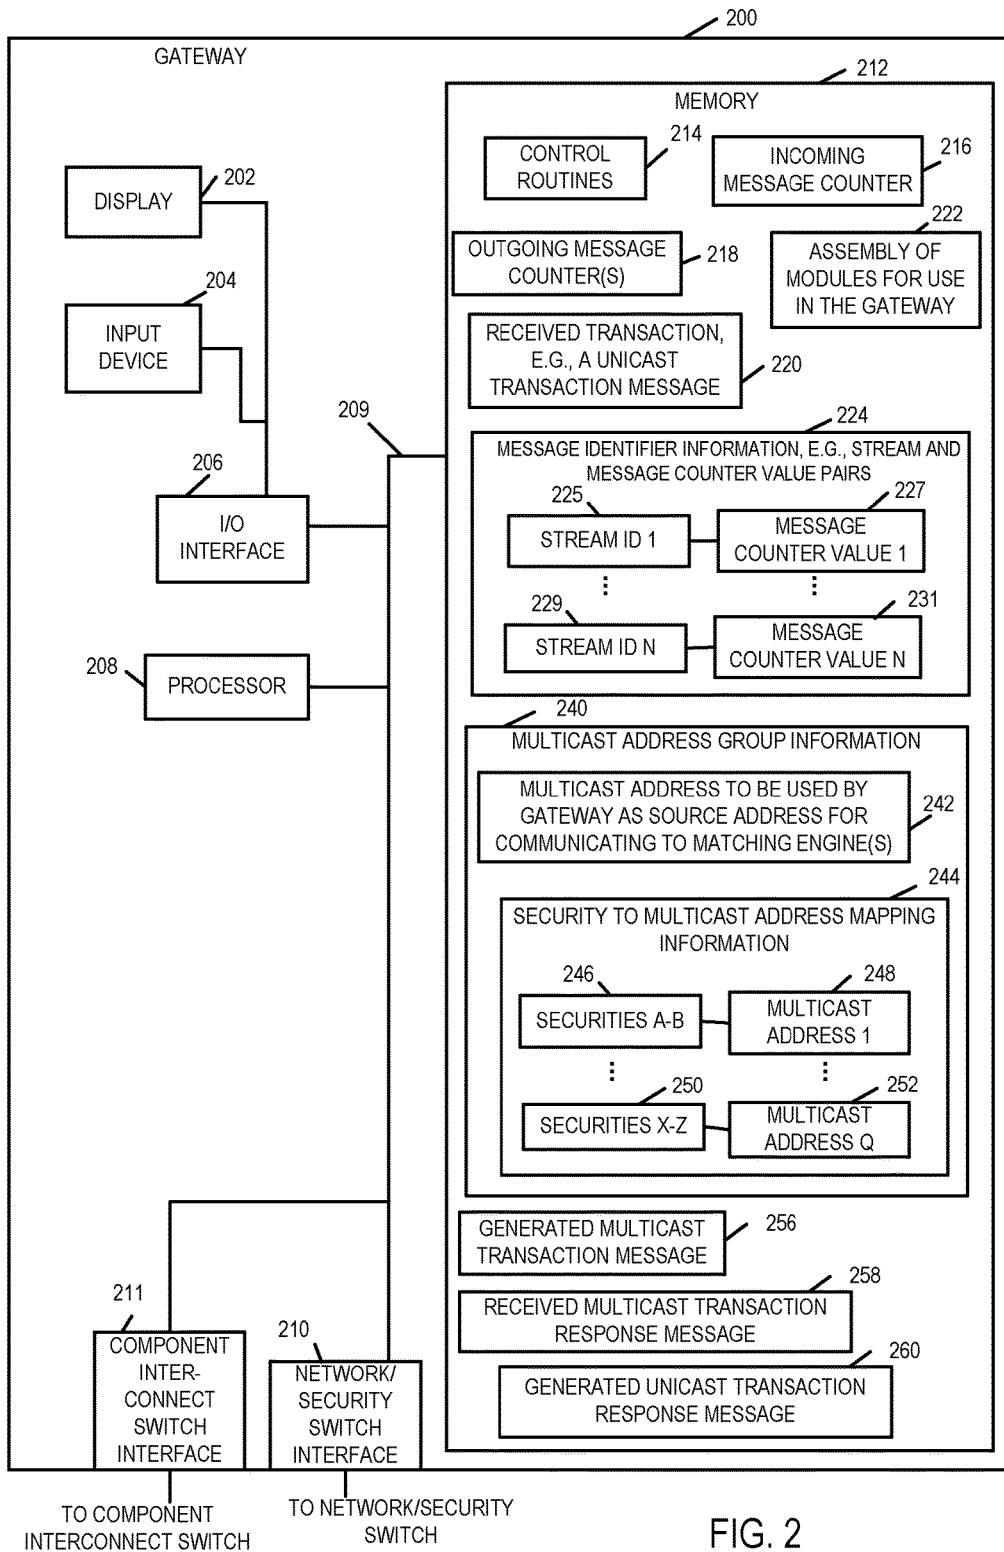 200
GATEWAY
212
MEMORY
CONTROL
ROUTINES
214
INCOMING
MESSAGE COUNTER
216
DISPLAY
202
OUTGOING MESSAGE
COUNTER(S)
218
222
ASSEMBLY OF
MODULES FOR USE
IN THE GATEWAY
204
INPUT
DEVICE
RECEIVED TRANSACTION,
E.G., A UNICAST
TRANSACTION MESSAGE
220
209
224
MESSAGE IDENTIFIER INFORMATION, E.G., STREAM AND
MESSAGE COUNTER VALUE PAIRS
206
I/O
INTERFACE
225
STREAM ID 1
227
MESSAGE
COUNTER VALUE 1
...
...
229
STREAM ID N
231
MESSAGE
COUNTER VALUE N
208
PROCESSOR
240
MULTICAST ADDRESS GROUP INFORMATION
MULTICAST ADDRESS TO BE USED BY
GATEWAY AS SOURCE ADDRESS FOR
COMMUNICATING TO MATCHING ENGINE(S)
242
244
SECURITY TO MULTICAST ADDRESS MAPPING
INFORMATION
246
SECURITIES A-B
248
MULTICAST
ADDRESS 1
...
...
250
SECURITIES X-Z
252
MULTICAST
ADDRESS Q
GENERATED MULTICAST
TRANSACTION MESSAGE
256
258
RECEIVED MULTICAST TRANSACTION
RESPONSE MESSAGE
260
GENERATED UNICAST TRANSACTION
RESPONSE MESSAGE
211
COMPONENT
INTER-
CONNECT
SWITCH
INTERFACE
210
NETWORK/
SECURITY
SWITCH
INTERFACE
TO COMPONENT
INTERCONNECT SWITCH
TO NETWORK/SECURITY
SWITCH
FIG. 2